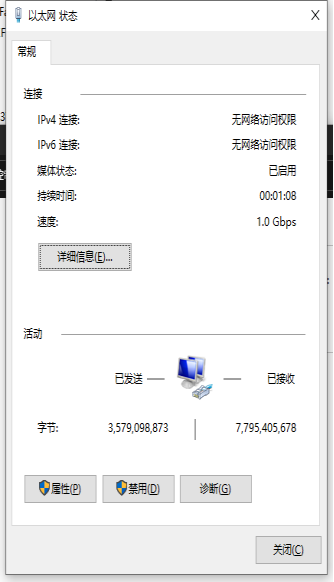 以太网 状态
X
常规
连接
IPv4 连接: 无网络访问权限
IPv6 连接: 无网络访问权限
媒体状态: 已启用
持续时间: 00:01:08
速度: 1.0 Gbps
详细信息(E)...
活动
已发送 — — 已接收
字节: 3,579,098,873 | 7,795,405,678
属性(P) 禁用(D) 诊断(G)
关闭(C)